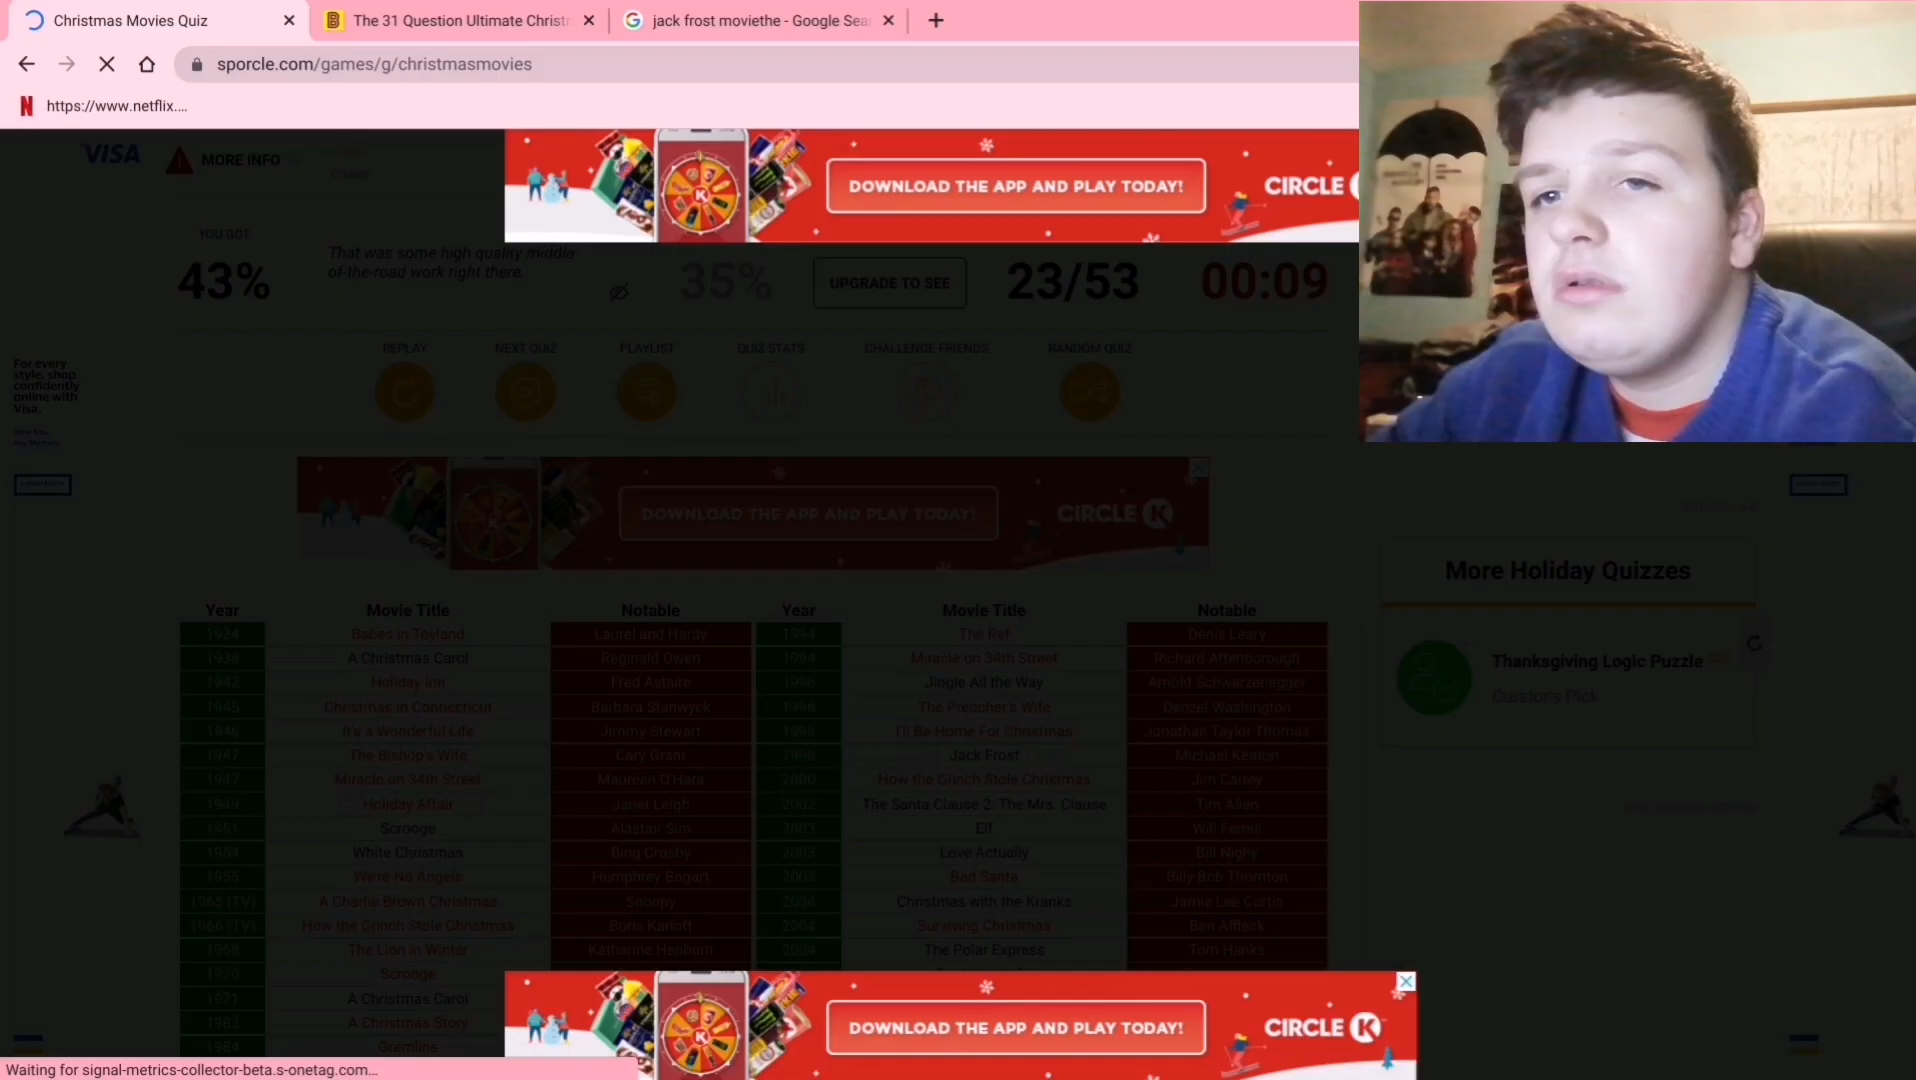 Christmas Movies Quiz
The 31 Question Ultimate Christ
jack frost moviethe - Google Sea
sporcle.com/games/g/christmasmovies
https://www.netflix....
VISA
MORE INFO
DOWNLOAD THE APP AND PLAY TODAY!
CIRCLE K
YOU GOT
43%
That was some high quality middle-
of-the-road work right there.
35%
UPGRADE TO SEE
23/53
00:09
REPLAY
NEXT QUIZ
PLAYLIST
QUIZ STATS
CHALLENGE FRIENDS
RANDOM QUIZ
For every
style, shop
confidently
online with
Visa.
DOWNLOAD THE APP AND PLAY TODAY!
CIRCLE K
More Holiday Quizzes
Thanksgiving Logic Puzzle
Curator's Pick
Year Movie Title Notable Year Movie Title Notable
1934 Babes in Toyland Laurel and Hardy 1994 The Ref Denis Leary
1938 A Christmas Carol Reginald Owen 1994 Miracle on 34th Street Richard Attenborough
1942 Holiday Inn Fred Astaire 1996 Jingle All the Way Arnold Schwarzenegger
1945 Christmas in Connecticut Barbara Stanwyck 1996 The Preacher's Wife Denzel Washington
1946 It's a Wonderful Life Jimmy Stewart 1998 I'll Be Home For Christmas Jonathan Taylor Thomas
1947 The Bishop's Wife Cary Grant 1998 Jack Frost Michael Keaton
1947 Miracle on 34th Street Maureen O'Hara 2000 How the Grinch Stole Christmas Jim Carrey
1949 Holiday Affair Janet Leigh 2002 The Santa Clause 2: The Mrs. Clause Tim Allen
1951 Scrooge Alastair Sim 2003 Elf Will Ferrell
1954 White Christmas Bing Crosby 2003 Love Actually Bill Nighy
1955 We're No Angels Humphrey Bogart 2003 Bad Santa Billy Bob Thornton
1965 (TV) A Charlie Brown Christmas Snoopy 2004 Christmas with the Kranks Jamie Lee Curtis
1966 (TV) How the Grinch Stole Christmas Boris Karloff 2004 Surviving Christmas Ben Affleck
1968 The Lion in Winter Katharine Hepburn 2004 The Polar Express Tom Hanks
1970 Scrooge
1971 A Christmas Carol
1983 A Christmas Story
1984 Gremlins
DOWNLOAD THE APP AND PLAY TODAY!
CIRCLE K
Waiting for signal-metrics-collector-beta.s-onetag.com...